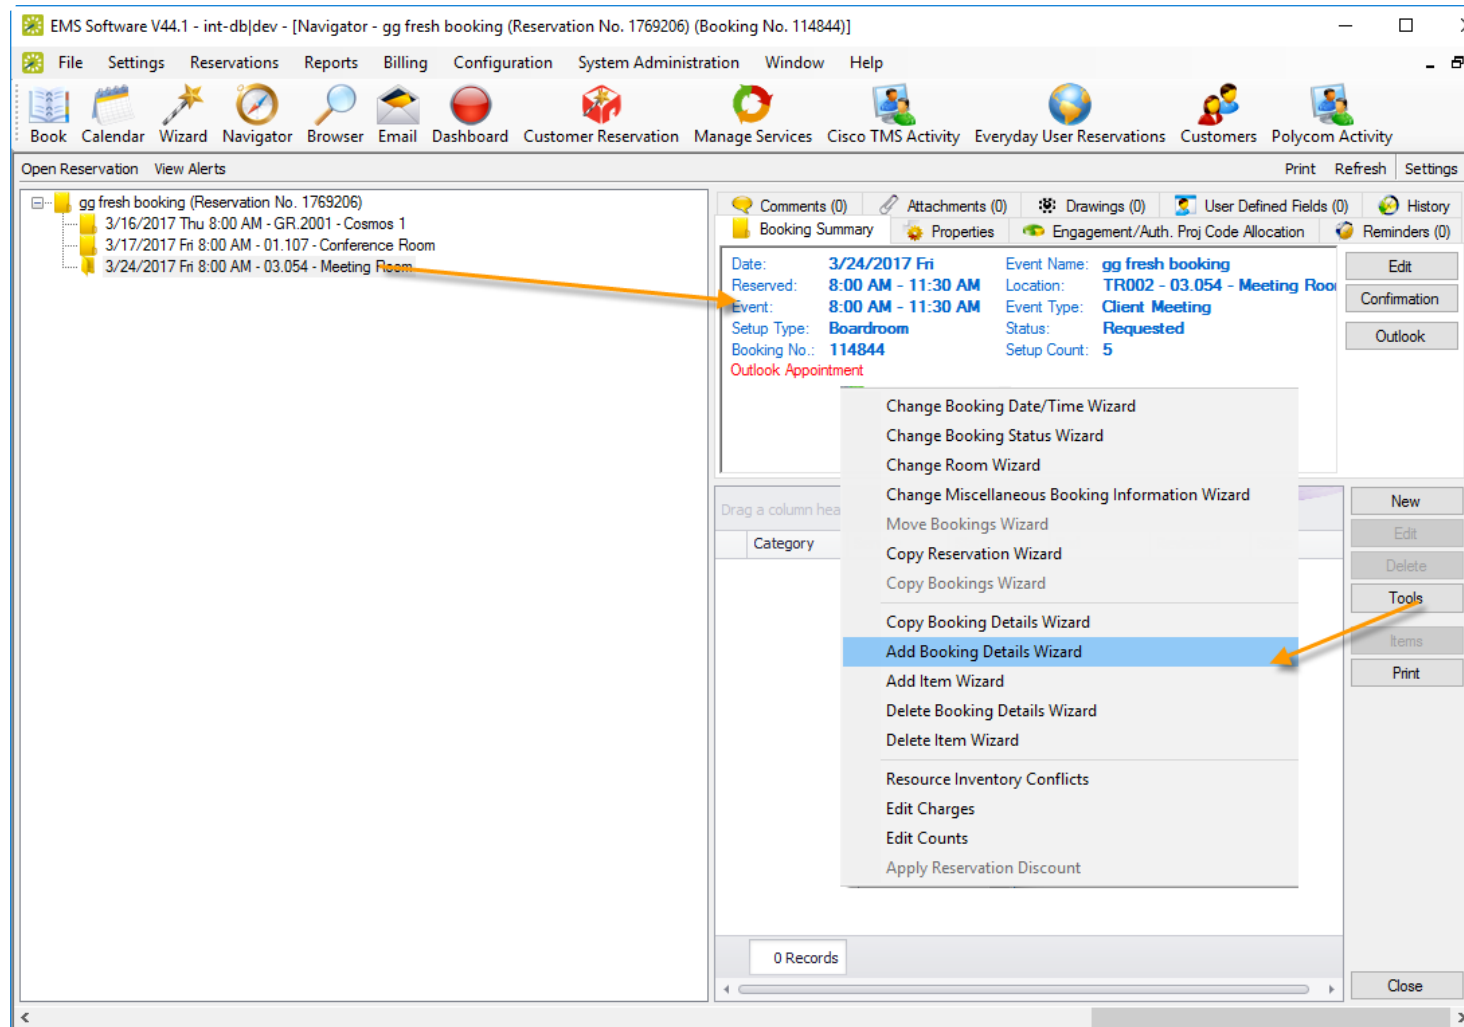 EMS Software V44.1 - int-db|dev - [Navigator - gg fresh booking (Reservation No. 1769206) (Booking No. 114844)]
File Settings Reservations Reports Billing Configuration System Administration Window Help
Book Calendar Wizard Navigator Browser Email Dashboard Customer Reservation Manage Services Cisco TMS Activity Everyday User Reservations Customers Polycom Activity
Open Reservation View Alerts Print Refresh Settings
gg fresh booking (Reservation No. 1769206)
3/16/2017 Thu 8:00 AM - GR.2001 - Cosmos 1
3/17/2017 Fri 8:00 AM - 01.107 - Conference Room
3/24/2017 Fri 8:00 AM - 03.054 - Meeting Room
Comments (0) Attachments (0) Drawings (0) User Defined Fields (0) History
Booking Summary Properties Engagement/Auth. Proj Code Allocation Reminders (0)
Date: 3/24/2017 Fri Event Name: gg fresh booking
Reserved: 8:00 AM - 11:30 AM Location: TR002 - 03.054 - Meeting Roo
Event: 8:00 AM - 11:30 AM Event Type: Client Meeting
Setup Type: Boardroom Status: Requested
Booking No.: 114844 Setup Count: 5
Outlook Appointment
Edit
Confirmation
Outlook
Change Booking Date/Time Wizard
Change Booking Status Wizard
Change Room Wizard
Change Miscellaneous Booking Information Wizard
Move Bookings Wizard
Copy Reservation Wizard
Copy Bookings Wizard
Copy Booking Details Wizard
Add Booking Details Wizard
Add Item Wizard
Delete Booking Details Wizard
Delete Item Wizard
Resource Inventory Conflicts
Edit Charges
Edit Counts
Apply Reservation Discount
Drag a column hea
Category
New
Edit
Delete
Tools
Items
Print
0 Records
Close